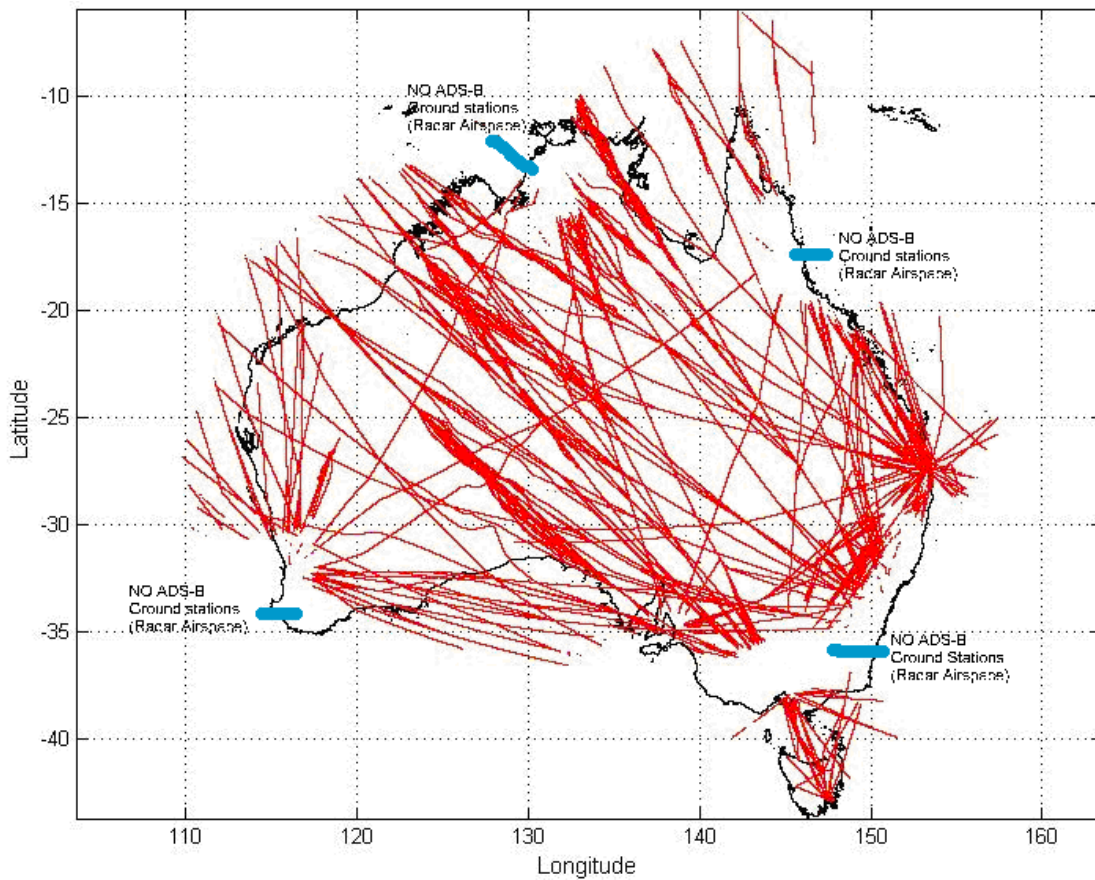 NO ADS-B
Ground stations
(Radar Airspace)
NO ADS-B
Ground stations
(Radar Airspace)
NO ADS-B
Ground stations
(Radar Airspace)
NO ADS-B
Ground Stations
(Radar Airspace)
-10
-15
-20
-25
-30
-35
-40
Latitude
110
120
130
140
150
160
Longitude